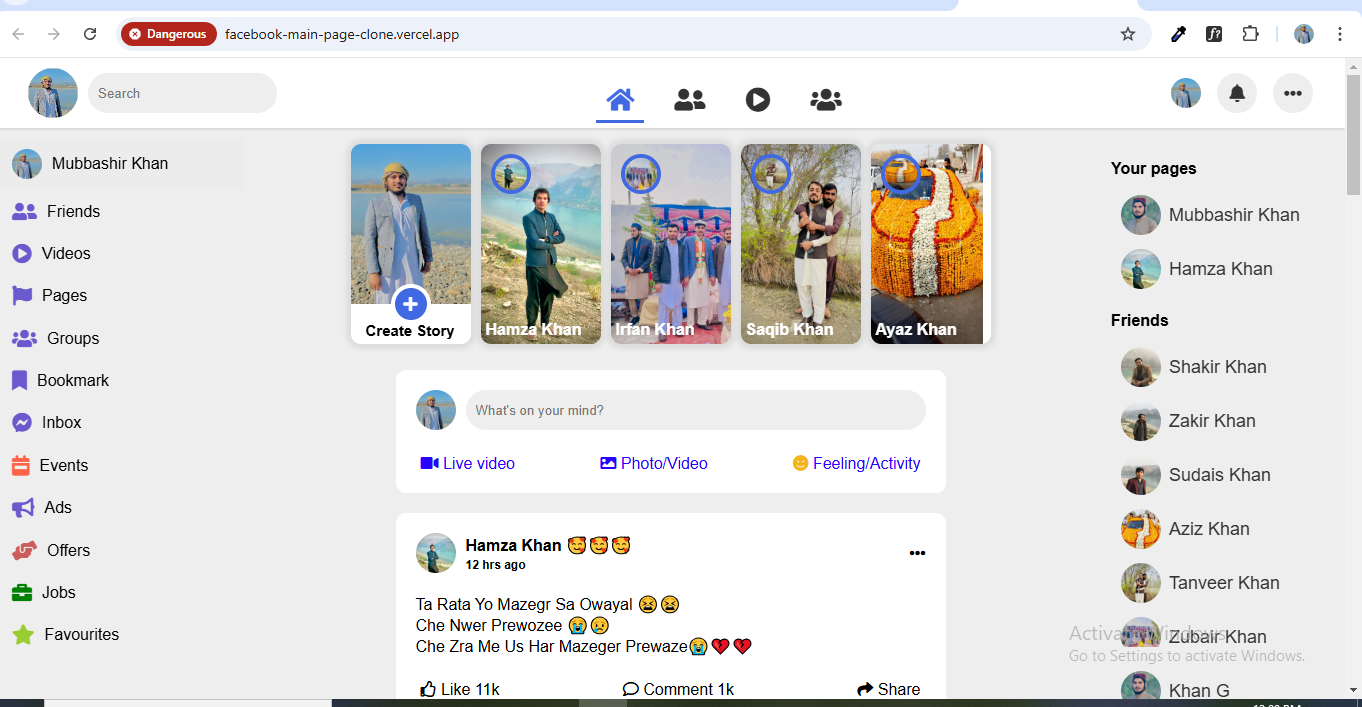 Dangerous
facebook-main-page-clone.vercel.app
f?
Search
Mubbashir Khan
Friends
Videos
Pages
Groups
Bookmark
Inbox
Events
Ads
Offers
Jobs
Favourites
Create Story
Hamza Khan
Irfan Khan
Saqib Khan
Ayaz Khan
What's on your mind?
Live video
Photo/Video
Feeling/Activity
Hamza Khan 🥰🥰🥰
12 hrs ago
Ta Rata Yo Mazegr Sa Owayal 😫😫
Che Nwer Prewozee 😭😢
Che Zra Me Us Har Mazeger Prewaze😭💔💔
Like 11k
Comment 1k
Share
Your pages
Mubbashir Khan
Hamza Khan
Friends
Shakir Khan
Zakir Khan
Sudais Khan
Aziz Khan
Tanveer Khan
Zubair Khan
Khan G
Activate Windows
Go to Settings to activate Windows.